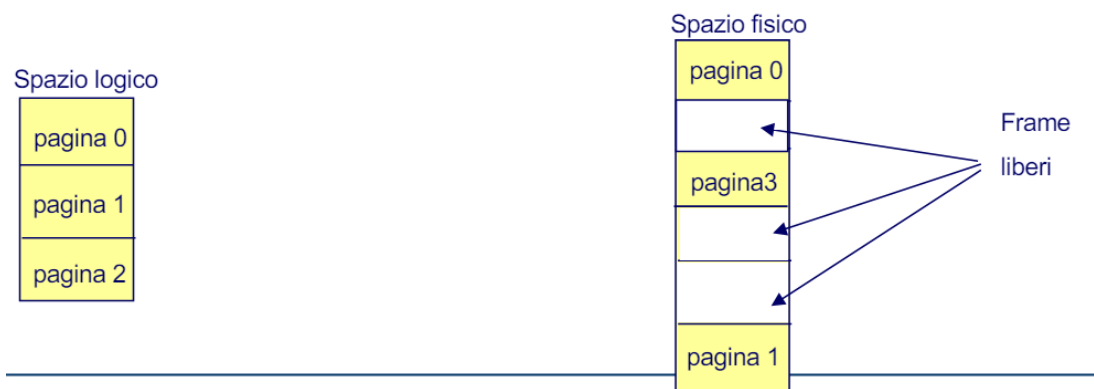 Spazio logico
pagina 0
pagina 1
pagina 2
Spazio fisico
pagina 0
pagina3
pagina 1
Frame
liberi